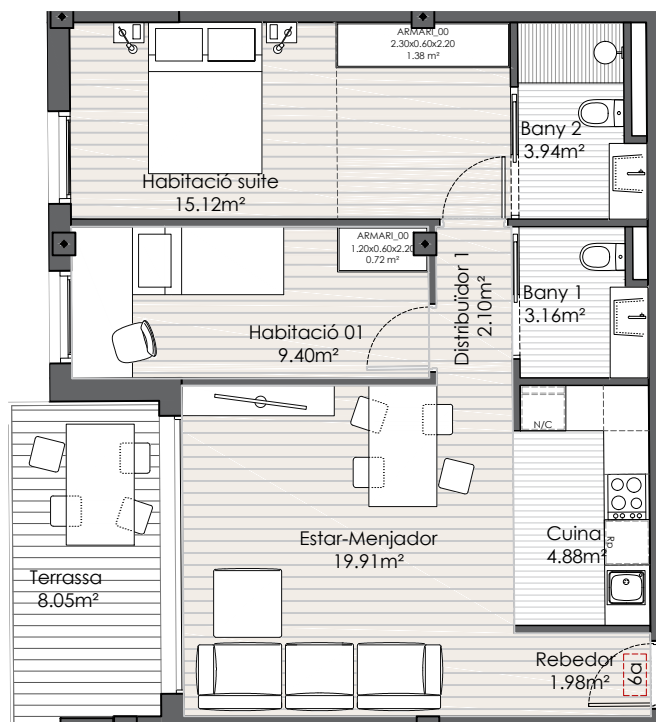 ARMARI_00
2.30x0.60x2.20
1.38 m²
Bany 2
3.94m²
Habitació suite
15.12m²
ARMARI_00
1.20x0.60x2.20
0.72 m²
Distribuïdor 1
2.10m²
Bany 1
3.16m²
Habitació 01
9.40m²
N/C
Estar-Menjador
19.91m²
Cuina
4.88m²
Rp
Terrassa
8.05m²
Rebedor
1.98m²
6a